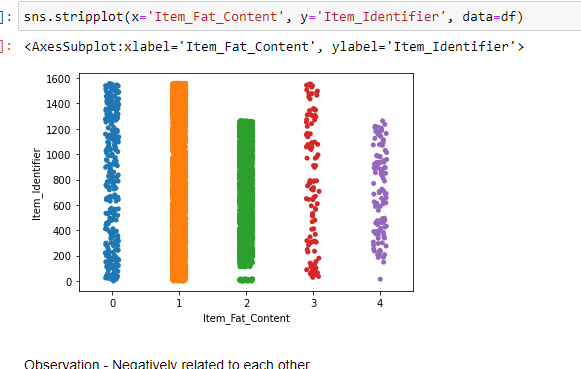 ]: sns.stripplot(x='Item_Fat_Content', y='Item_Identifier', data=df)
]: <AxesSubplot:xlabel='Item_Fat_Content', ylabel='Item_Identifier'>
1600
1400
1200
1000
800
600
400
200
0
Item_Identifier
0 1 2 3 4
Item_Fat_Content
Observation - Negatively related to each other